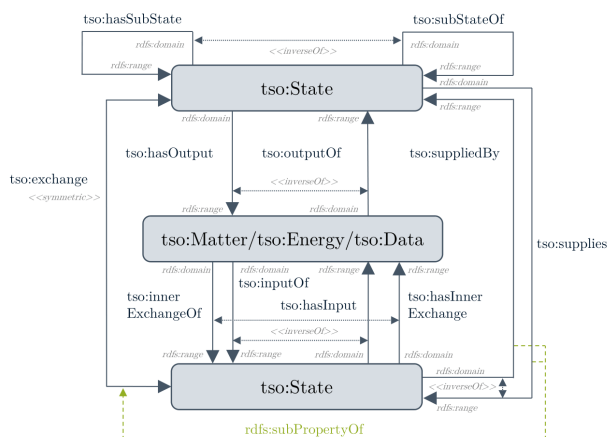 tso:hasSubState
tso:subStateOf
rdfs:domain
<<inverseOf>>
rdfs:domain
rdfs:range
rdfs:range
tso:State
rdfs:domain
rdfs:range
rdfs:domain
rdfs:range
tso:hasOutput
tso:outputOf
tso:suppliedBy
tso:exchange
<<symmetric>>
<<inverseOf>>
rdfs:range
rdfs:domain
tso:Matter/tso:Energy/tso:Data
tso:supplies
rdfs:domain
rdfs:domain
rdfs:range
rdfs:range
tso:inputOf
tso:inner
ExchangeOf
tso:hasInput
tso:hasInner
Exchange
<<inverseOf>>
rdfs:range
rdfs:range
rdfs:domain
rdfs:domain
tso:State
rdfs:domain
<<inverseOf>>
rdfs:range
rdfs:subPropertyOf